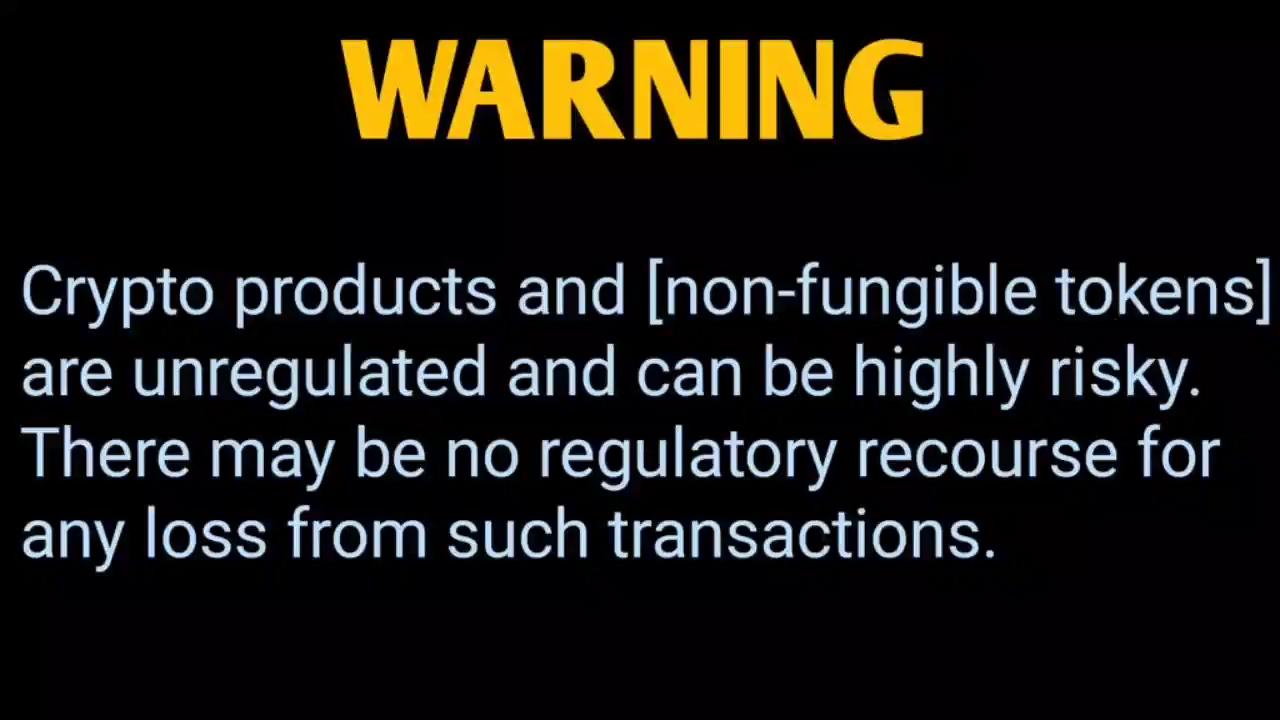 WARNING
Crypto products and [non-fungible tokens]
are unregulated and can be highly risky.
There may be no regulatory recourse for
any loss from such transactions.